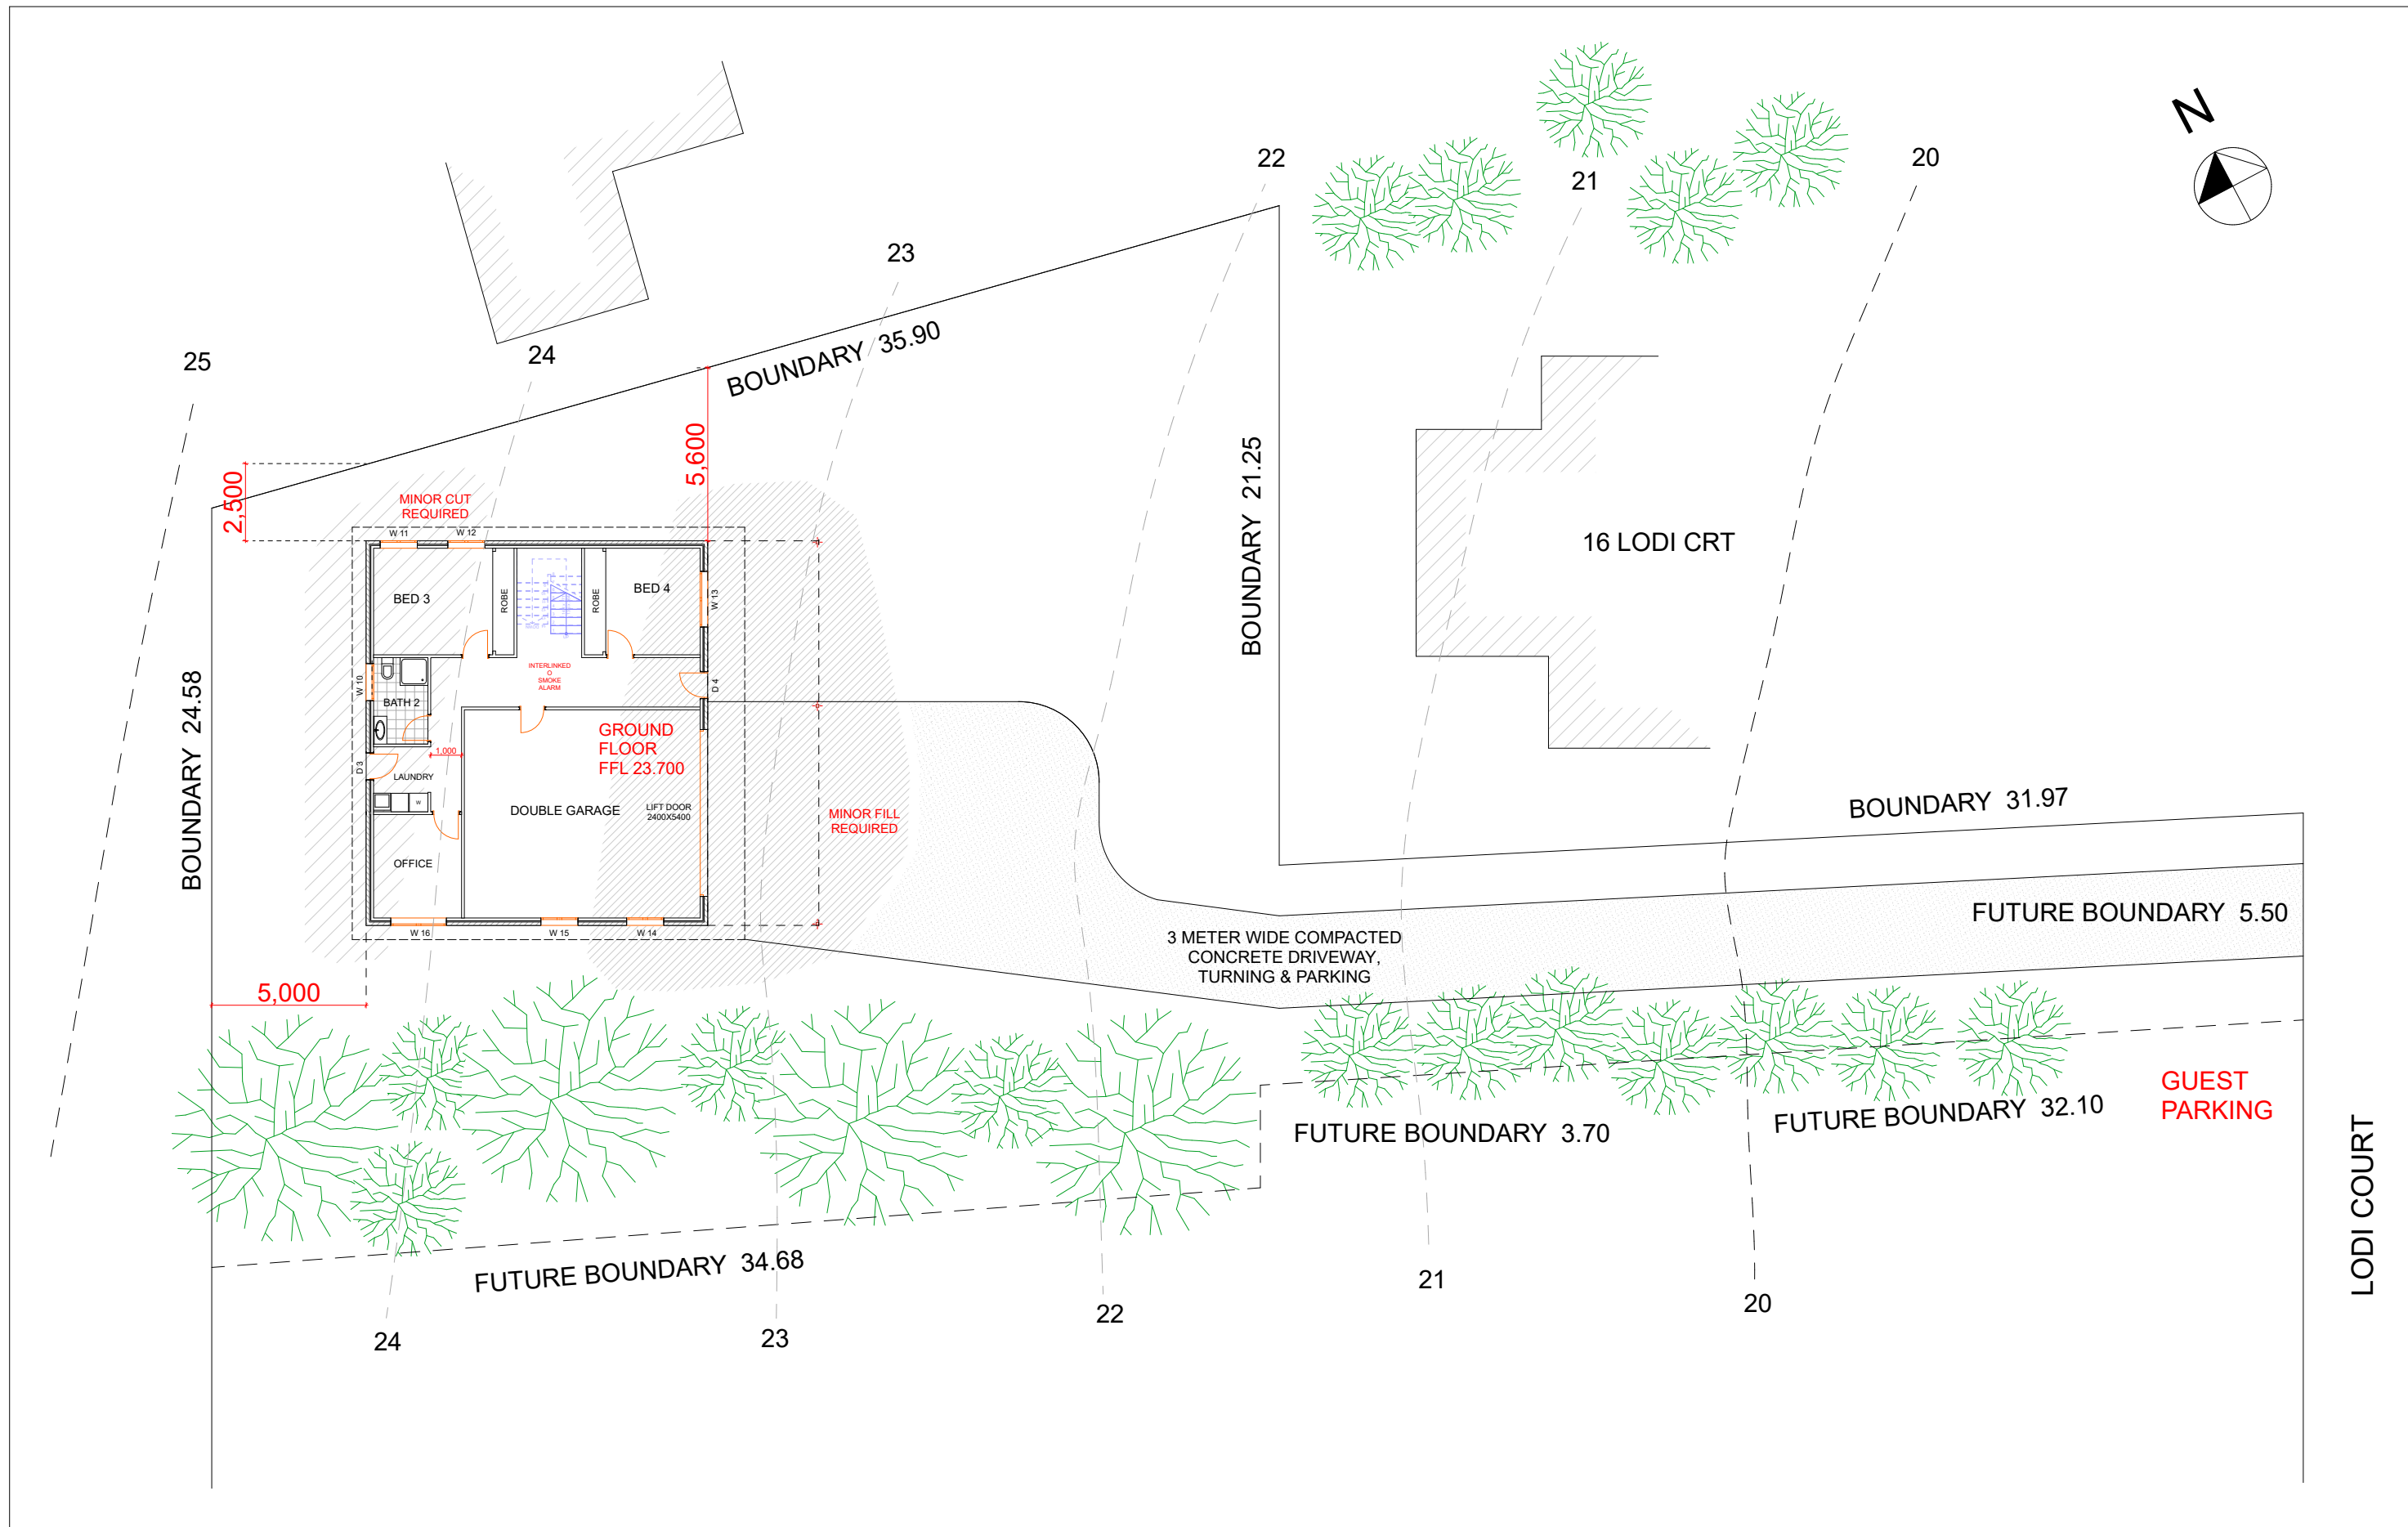 N
22
20
21
23
BOUNDARY 35.90
24
25
5,600
2,500
MINOR CUT
REQUIRED
W 11
W 12
BOUNDARY 21.25
16 LODI CRT
BED 3
ROBE
ROBE
BED 4
W 13
INTERLINKED
O
SMOKE
ALARM
W 10
BATH 2
D 4
BOUNDARY 24.58
GROUND
FLOOR
FFL 23.700
1,000
D 3
LAUNDRY
W
DOUBLE GARAGE
LIFT DOOR
2400X5400
MINOR FILL
REQUIRED
BOUNDARY 31.97
OFFICE
W 16
W 15
W 14
FUTURE BOUNDARY 5.50
3 METER WIDE COMPACTED
CONCRETE DRIVEWAY,
TURNING & PARKING
5,000
GUEST
PARKING
FUTURE BOUNDARY 3.70
FUTURE BOUNDARY 32.10
LODI COURT
FUTURE BOUNDARY 34.68
21
20
22
24
23